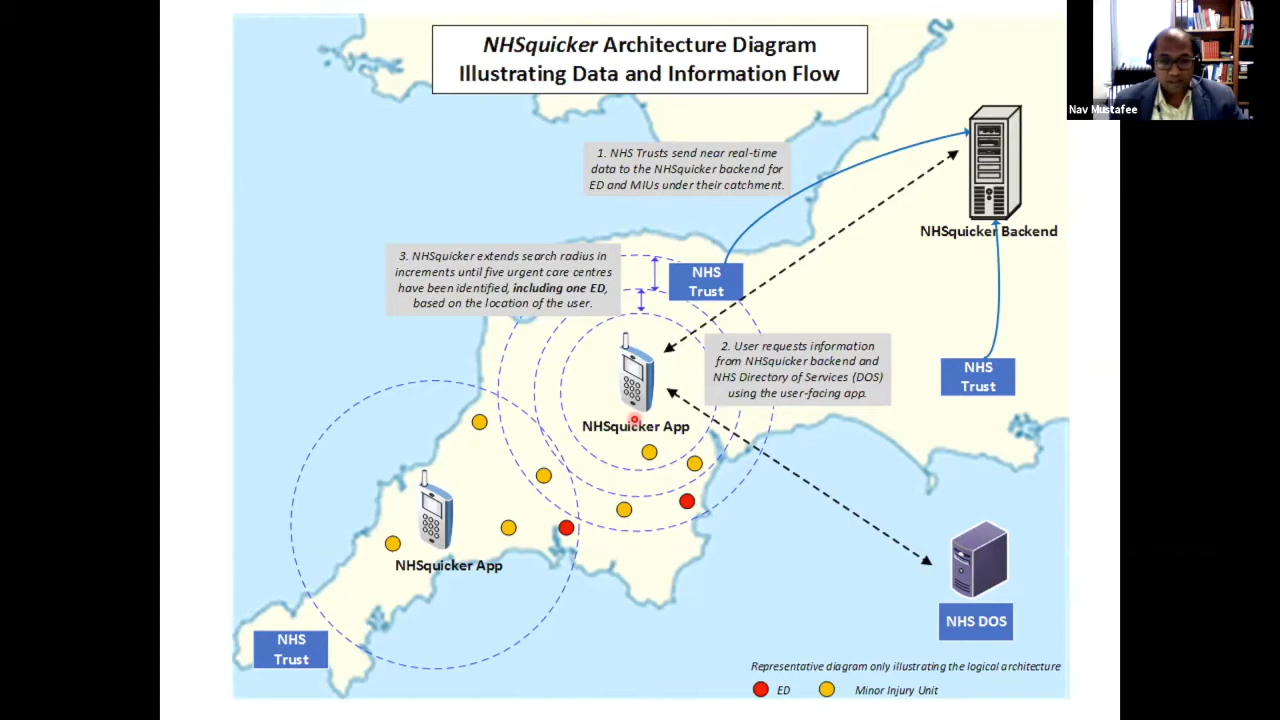 NHSquicker Architecture Diagram
Illustrating Data and Information Flow
Nav Mustafee
1. NHS Trusts send near real-time
data to the NHSquicker backend for
ED and MIUs under their catchment.
NHSquicker Backend
3. NHSquicker extends search radius in
increments until five urgent care centres
have been identified, including one ED,
based on the location of the user.
NHS
Trust
2. User requests information
from NHSquicker backend and
NHS Directory of Services (DOS)
using the user-facing app.
NHS
Trust
NHSquicker App
NHSquicker App
NHS DOS
NHS
Trust
Representative diagram only illustrating the logical architecture
ED
Minor Injury Unit